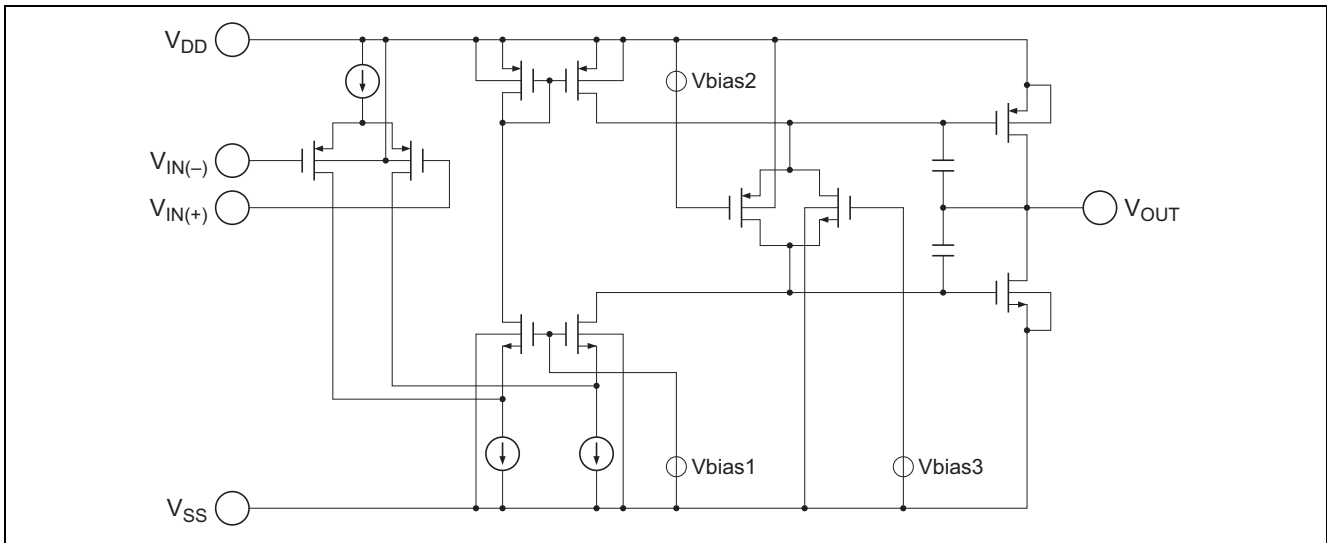 VDD
Vbias2
VIN(–)
VIN(+)
VOUT
Vbias1
Vbias3
VSS